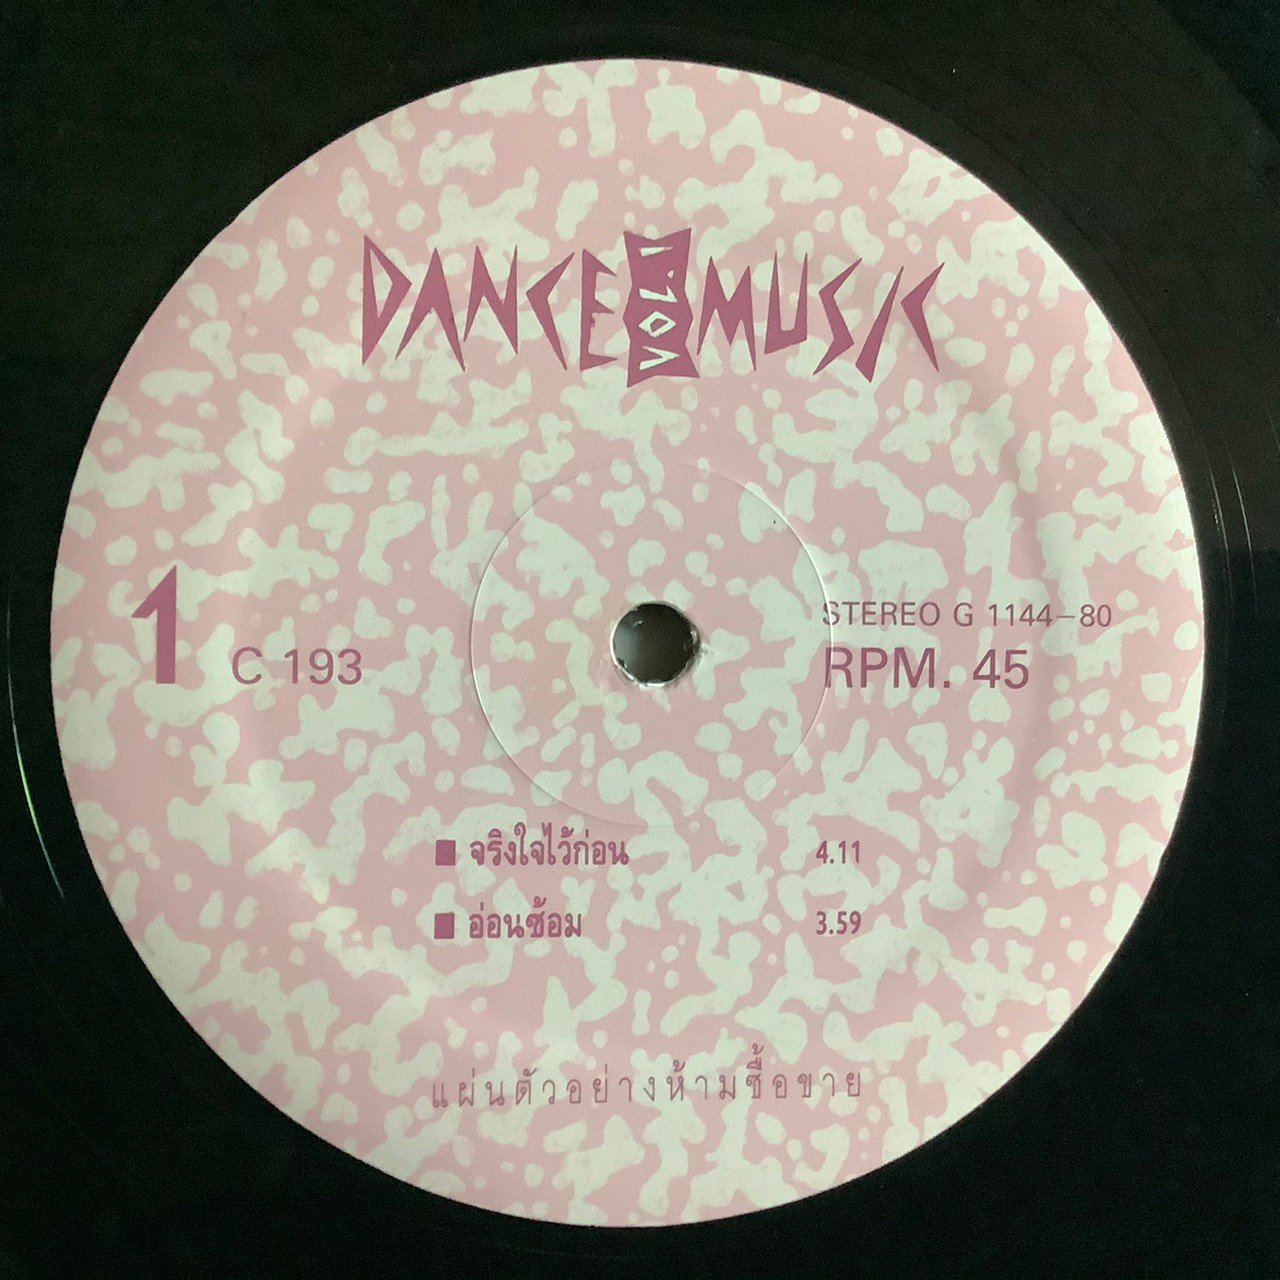 DANCE VOL.1 MUSIC
1
C 193
STEREO G 1144-80
RPM. 45
■ จริงใจไว้ก่อน 4.11
■ อ่อนซ้อม 3.59
แผ่นตัวอย่างห้ามซื้อขาย